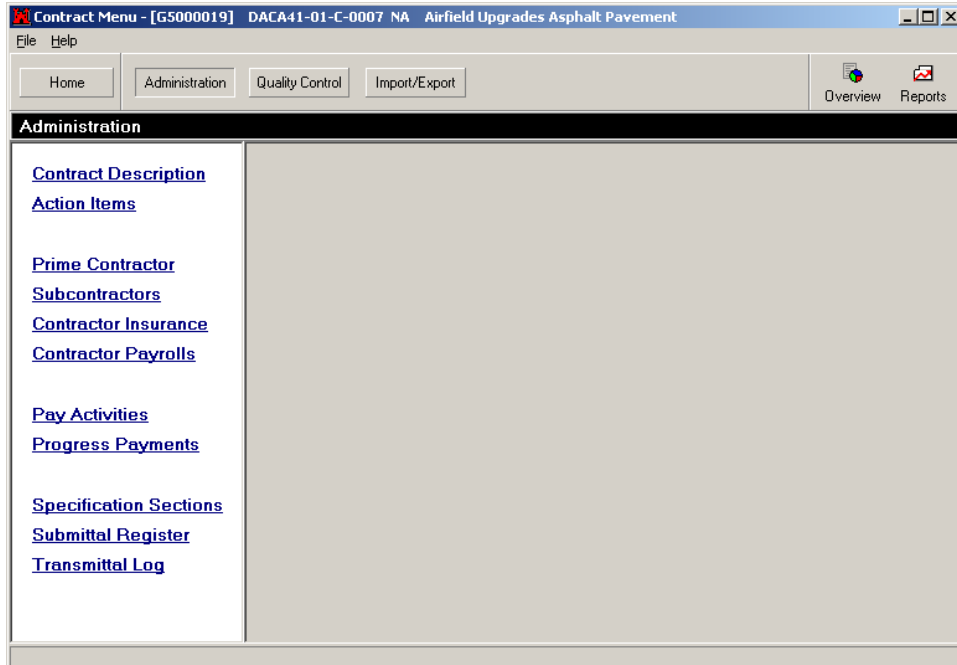 Contract Menu - [G5000019] DACA41-01-C-0007 NA Airfield Upgrades Asphalt Pavement
File Help
Home Administration Quality Control Import/Export Overview Reports
Administration
Contract Description
Action Items
Prime Contractor
Subcontractors
Contractor Insurance
Contractor Payrolls
Pay Activities
Progress Payments
Specification Sections
Submittal Register
Transmittal Log